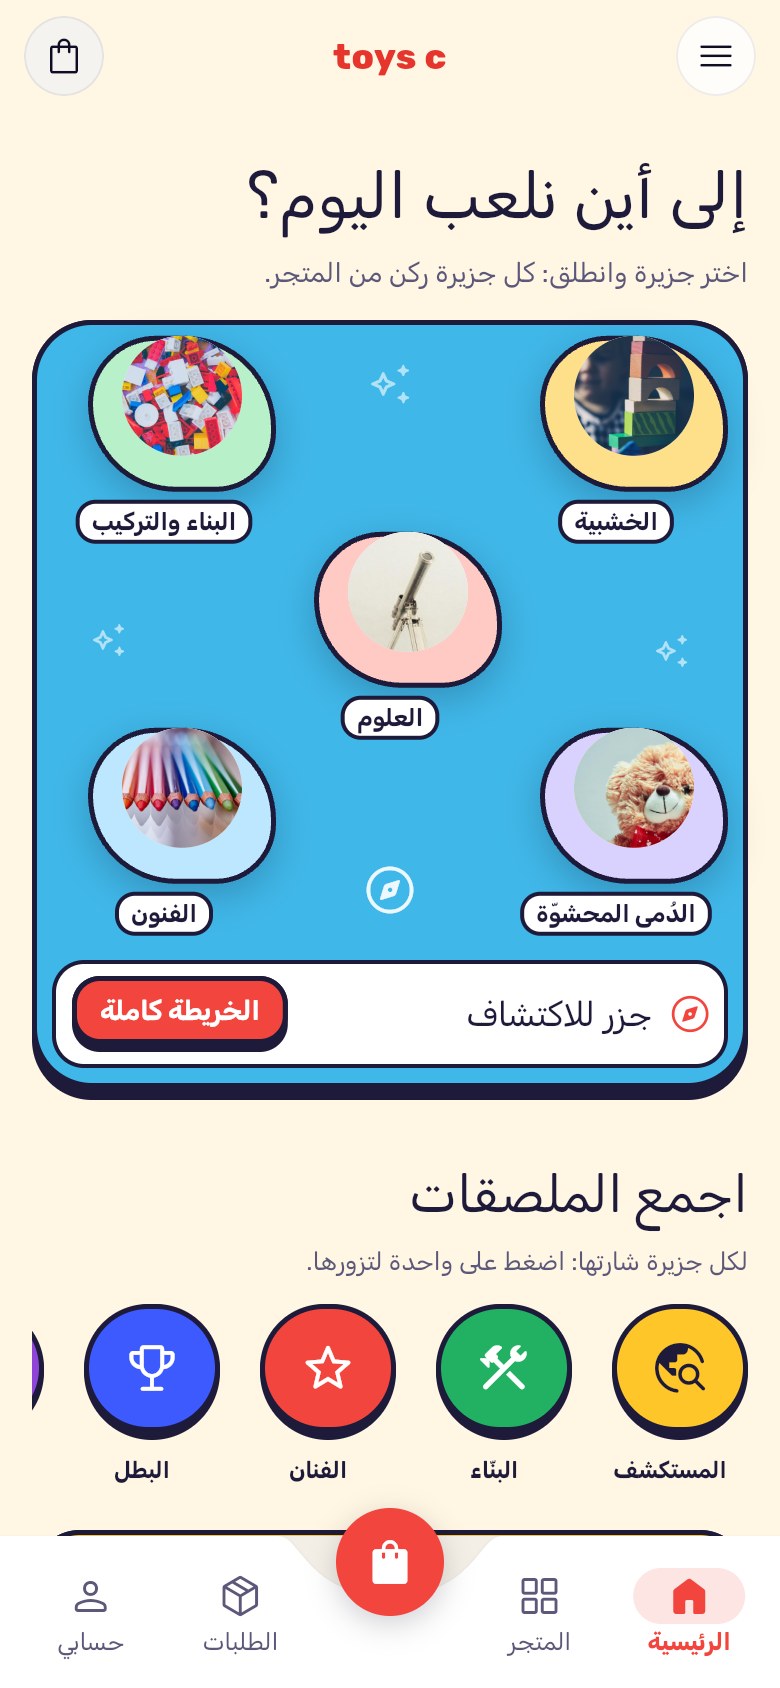 toys c
إلى أين نلعب اليوم؟
اختر جزيرة وانطلق: كل جزيرة ركن من المتجر.
الخشبية
البناء والتركيب
العلوم
الدُمى المحشوّة
الفنون
جزر للاكتشاف
الخريطة كاملة
اجمع الملصقات
لكل جزيرة شارتها: اضغط على واحدة لتزورها.
المستكشف
البنّاء
الفنان
البطل
الرئيسية
المتجر
الطلبات
حسابي